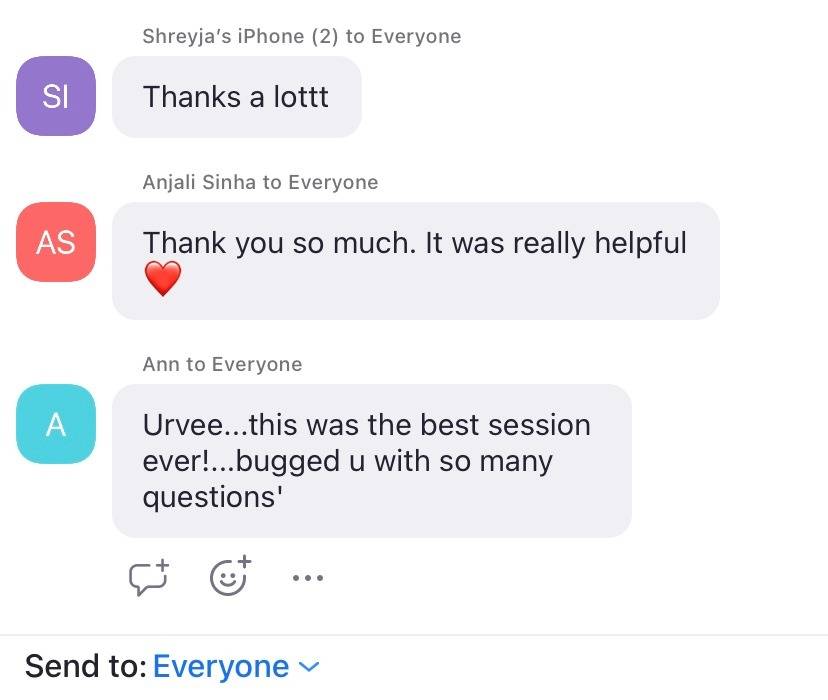 Shreyja's iPhone (2) to Everyone
SI
Thanks a lottt
Anjali Sinha to Everyone
AS
Thank you so much. It was really helpful
❤️
Ann to Everyone
A
Urvee...this was the best session
ever!...bugged u with so many
questions'
Send to: Everyone